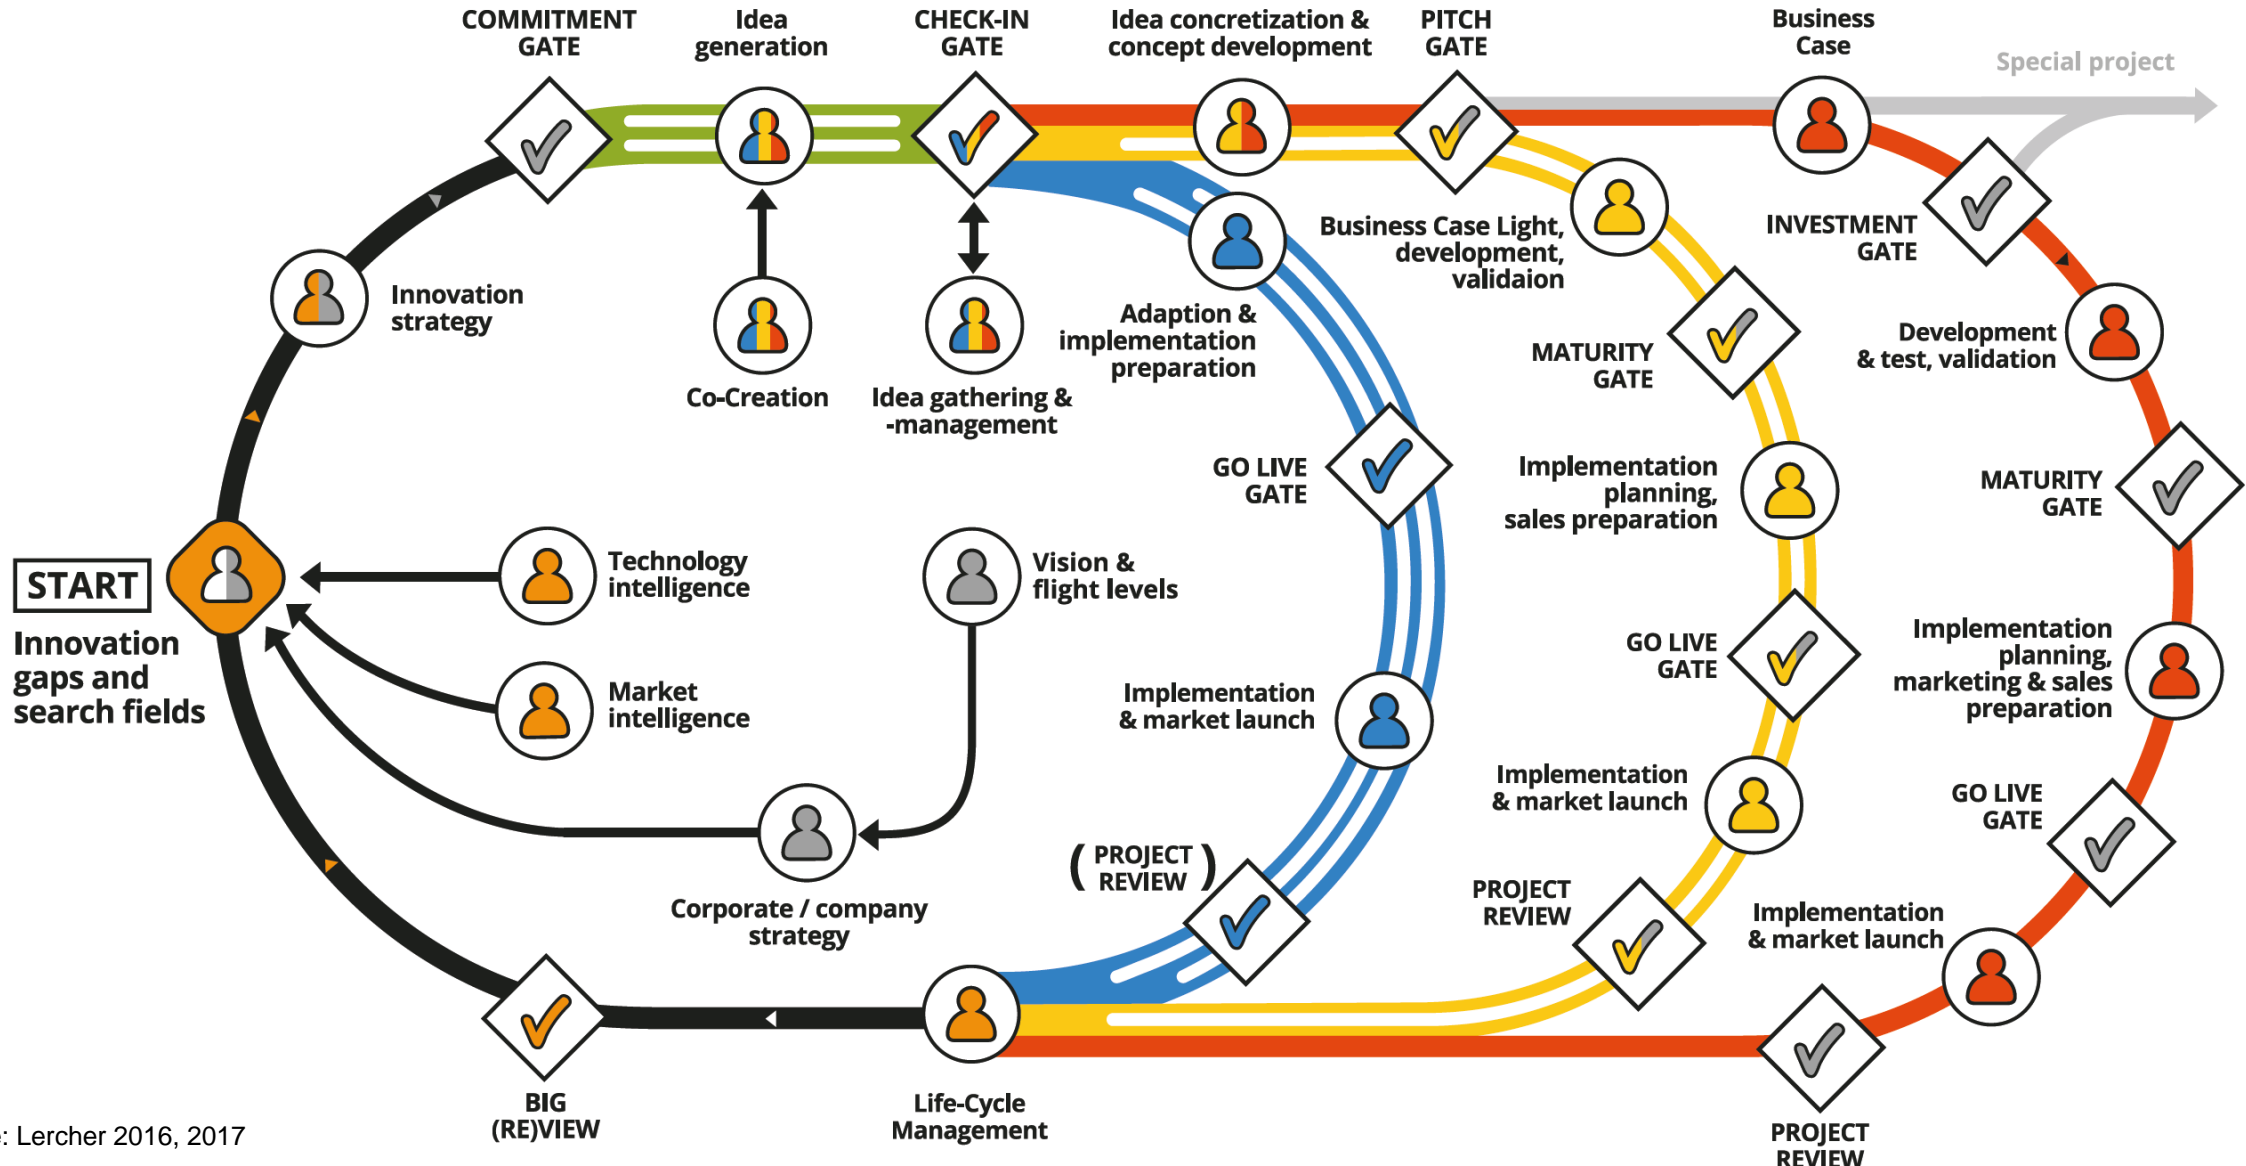 COMMITMENT
GATE
Idea
generation
CHECK-IN
GATE
Idea concretization &
concept development
PITCH
GATE
Business
Case
Special project
Innovation
strategy
Co-Creation
Idea gathering &
-management
Adaption &
implementation
preparation
Business Case Light,
development,
validaion
INVESTMENT
GATE
MATURITY
GATE
Development
& test, validation
GO LIVE
GATE
Implementation
planning,
sales preparation
MATURITY
GATE
START
Innovation
gaps and
search fields
Technology
intelligence
Vision &
flight levels
Market
intelligence
Implementation
& market launch
GO LIVE
GATE
Implementation
planning,
marketing & sales
preparation
Implementation
& market launch
GO LIVE
GATE
Corporate / company
strategy
( PROJECT
REVIEW )
PROJECT
REVIEW
Implementation
& market launch
BIG
(RE)VIEW
Life-Cycle
Management
PROJECT
REVIEW
: Lercher 2016, 2017